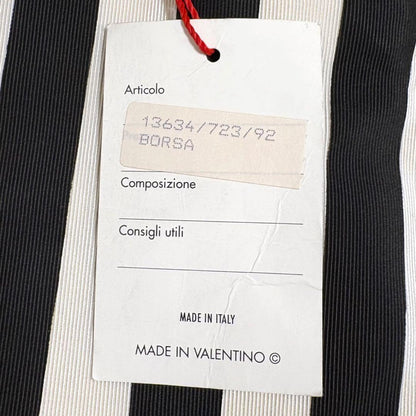 Articolo
13634/723/92
BORSA
Composizione
Consigli utili
MADE IN ITALY
MADE IN VALENTINO ©